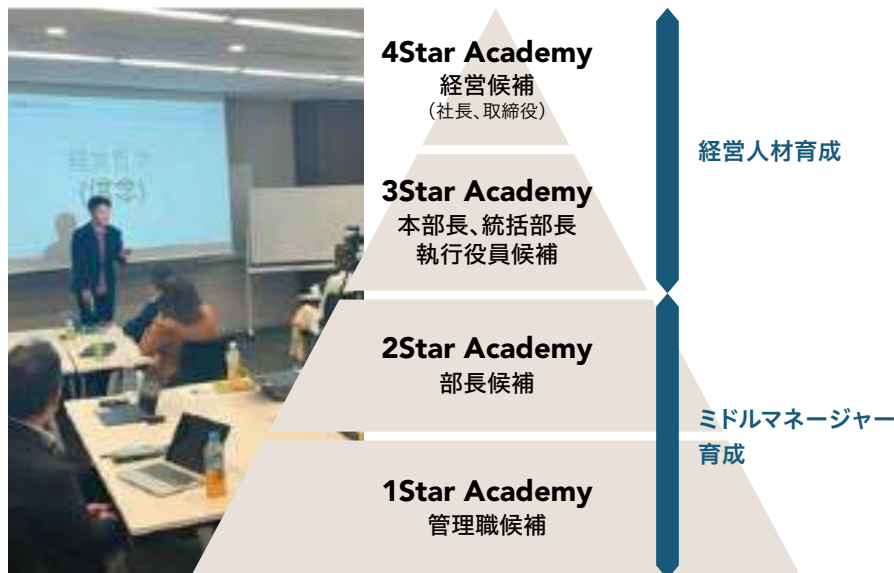 4Star Academy
経営候補
(社長、取締役)
3Star Academy
本部長、統括部長
執行役員候補
2Star Academy
部長候補
1Star Academy
管理職候補
経営人材育成
ミドルマネージャー
育成